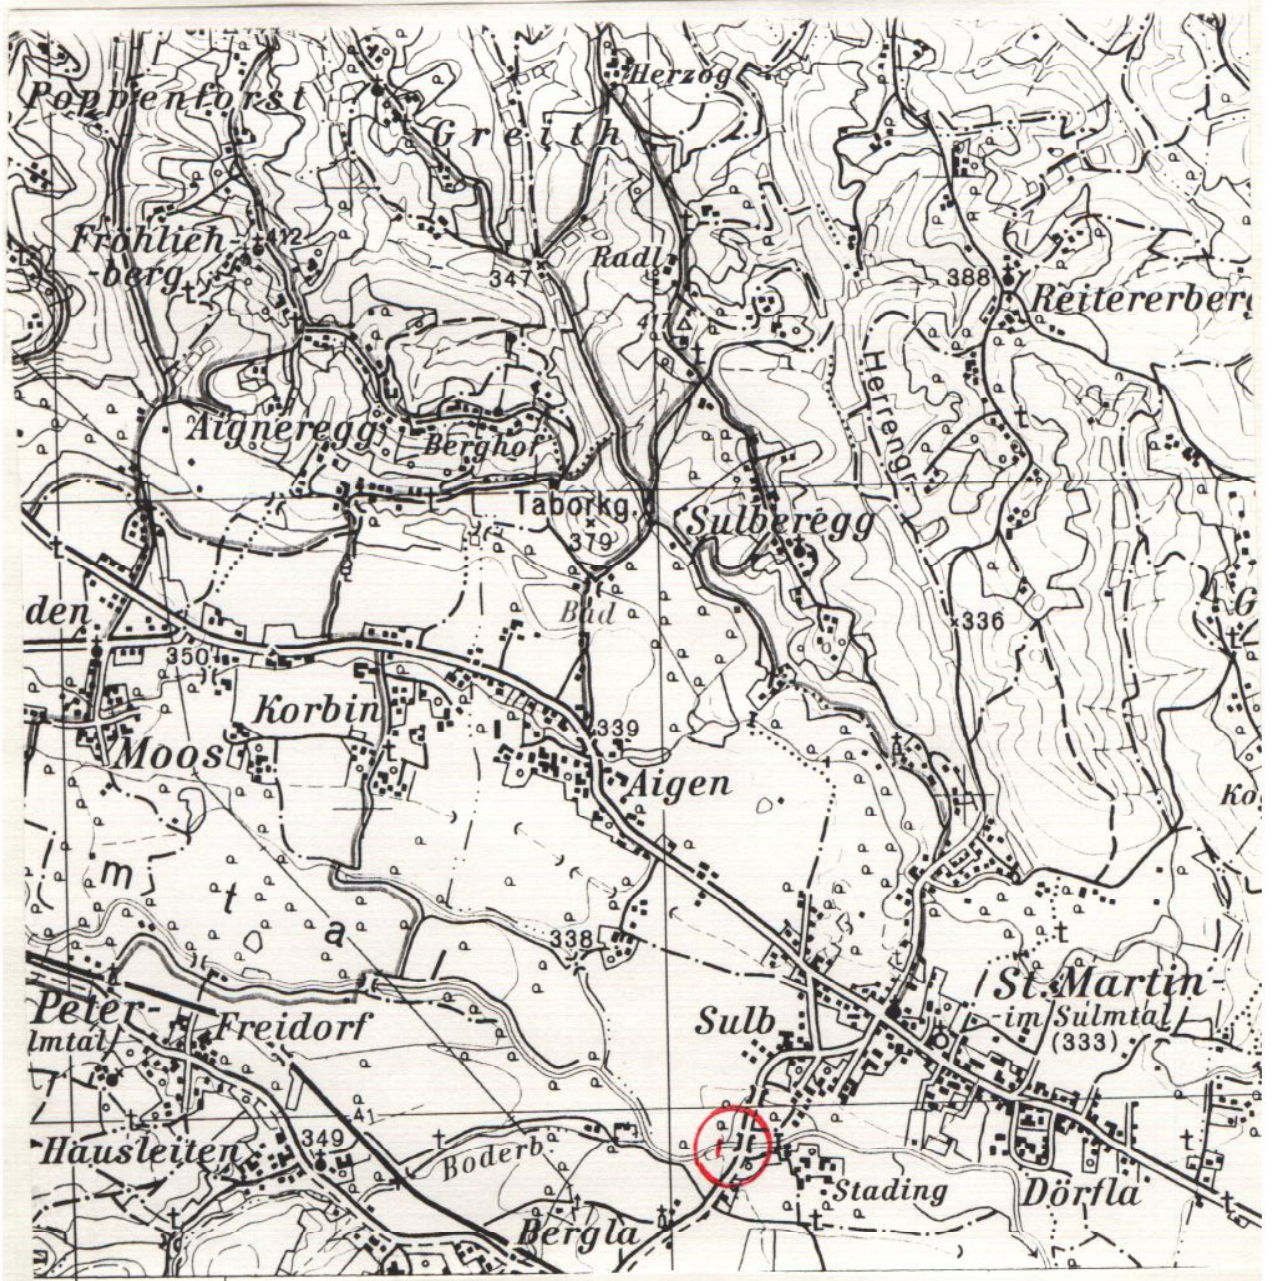 Herzog
Poppenforst
Greith
Fröhlich-
berg
412
Radl
347
388
Reitererberg
417
Herrengr.
Aigneregg
Berghof
Taborkg.
379
Sulberegg
Bad
den
336
G
350
Korbin
339
Moos
Aigen
Ko
m
t
a
338
Peter-
lmtal
Freidorf
Sulb
St. Martin-
-im Sulmtal
(333)
41
349
Hausleiten
Boderb.
Stading
Dörfla
Bergla